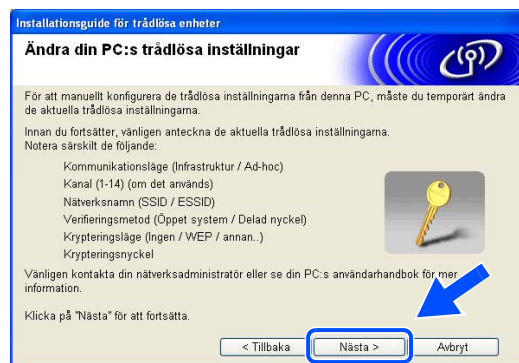 Installationsguide för trådlösa enheter
Ändra din PC:s trådlösa inställningar
För att manuellt konfigurera de trådlösa inställningarna från denna PC, måste du temporärt ändra
de aktuella trådlösa inställningarna.
Innan du fortsätter, vänligen anteckna de aktuella trådlösa inställningarna.
Notera särskilt de följande:
Kommunikationsläge (Infrastruktur / Ad-hoc)
Kanal (1-14) (om det används)
Nätverksnamn (SSID / ESSID)
Verifieringsmetod (Öppet system / Delad nyckel)
Krypteringsläge (Ingen / WEP / annan..)
Krypteringsnyckel
Vänligen kontakta din nätverksadministratör eller se din PC:s användarhandbok för mer
information.
Klicka på "Nästa" för att fortsätta.
< Tillbaka
Nästa >
Avbryt